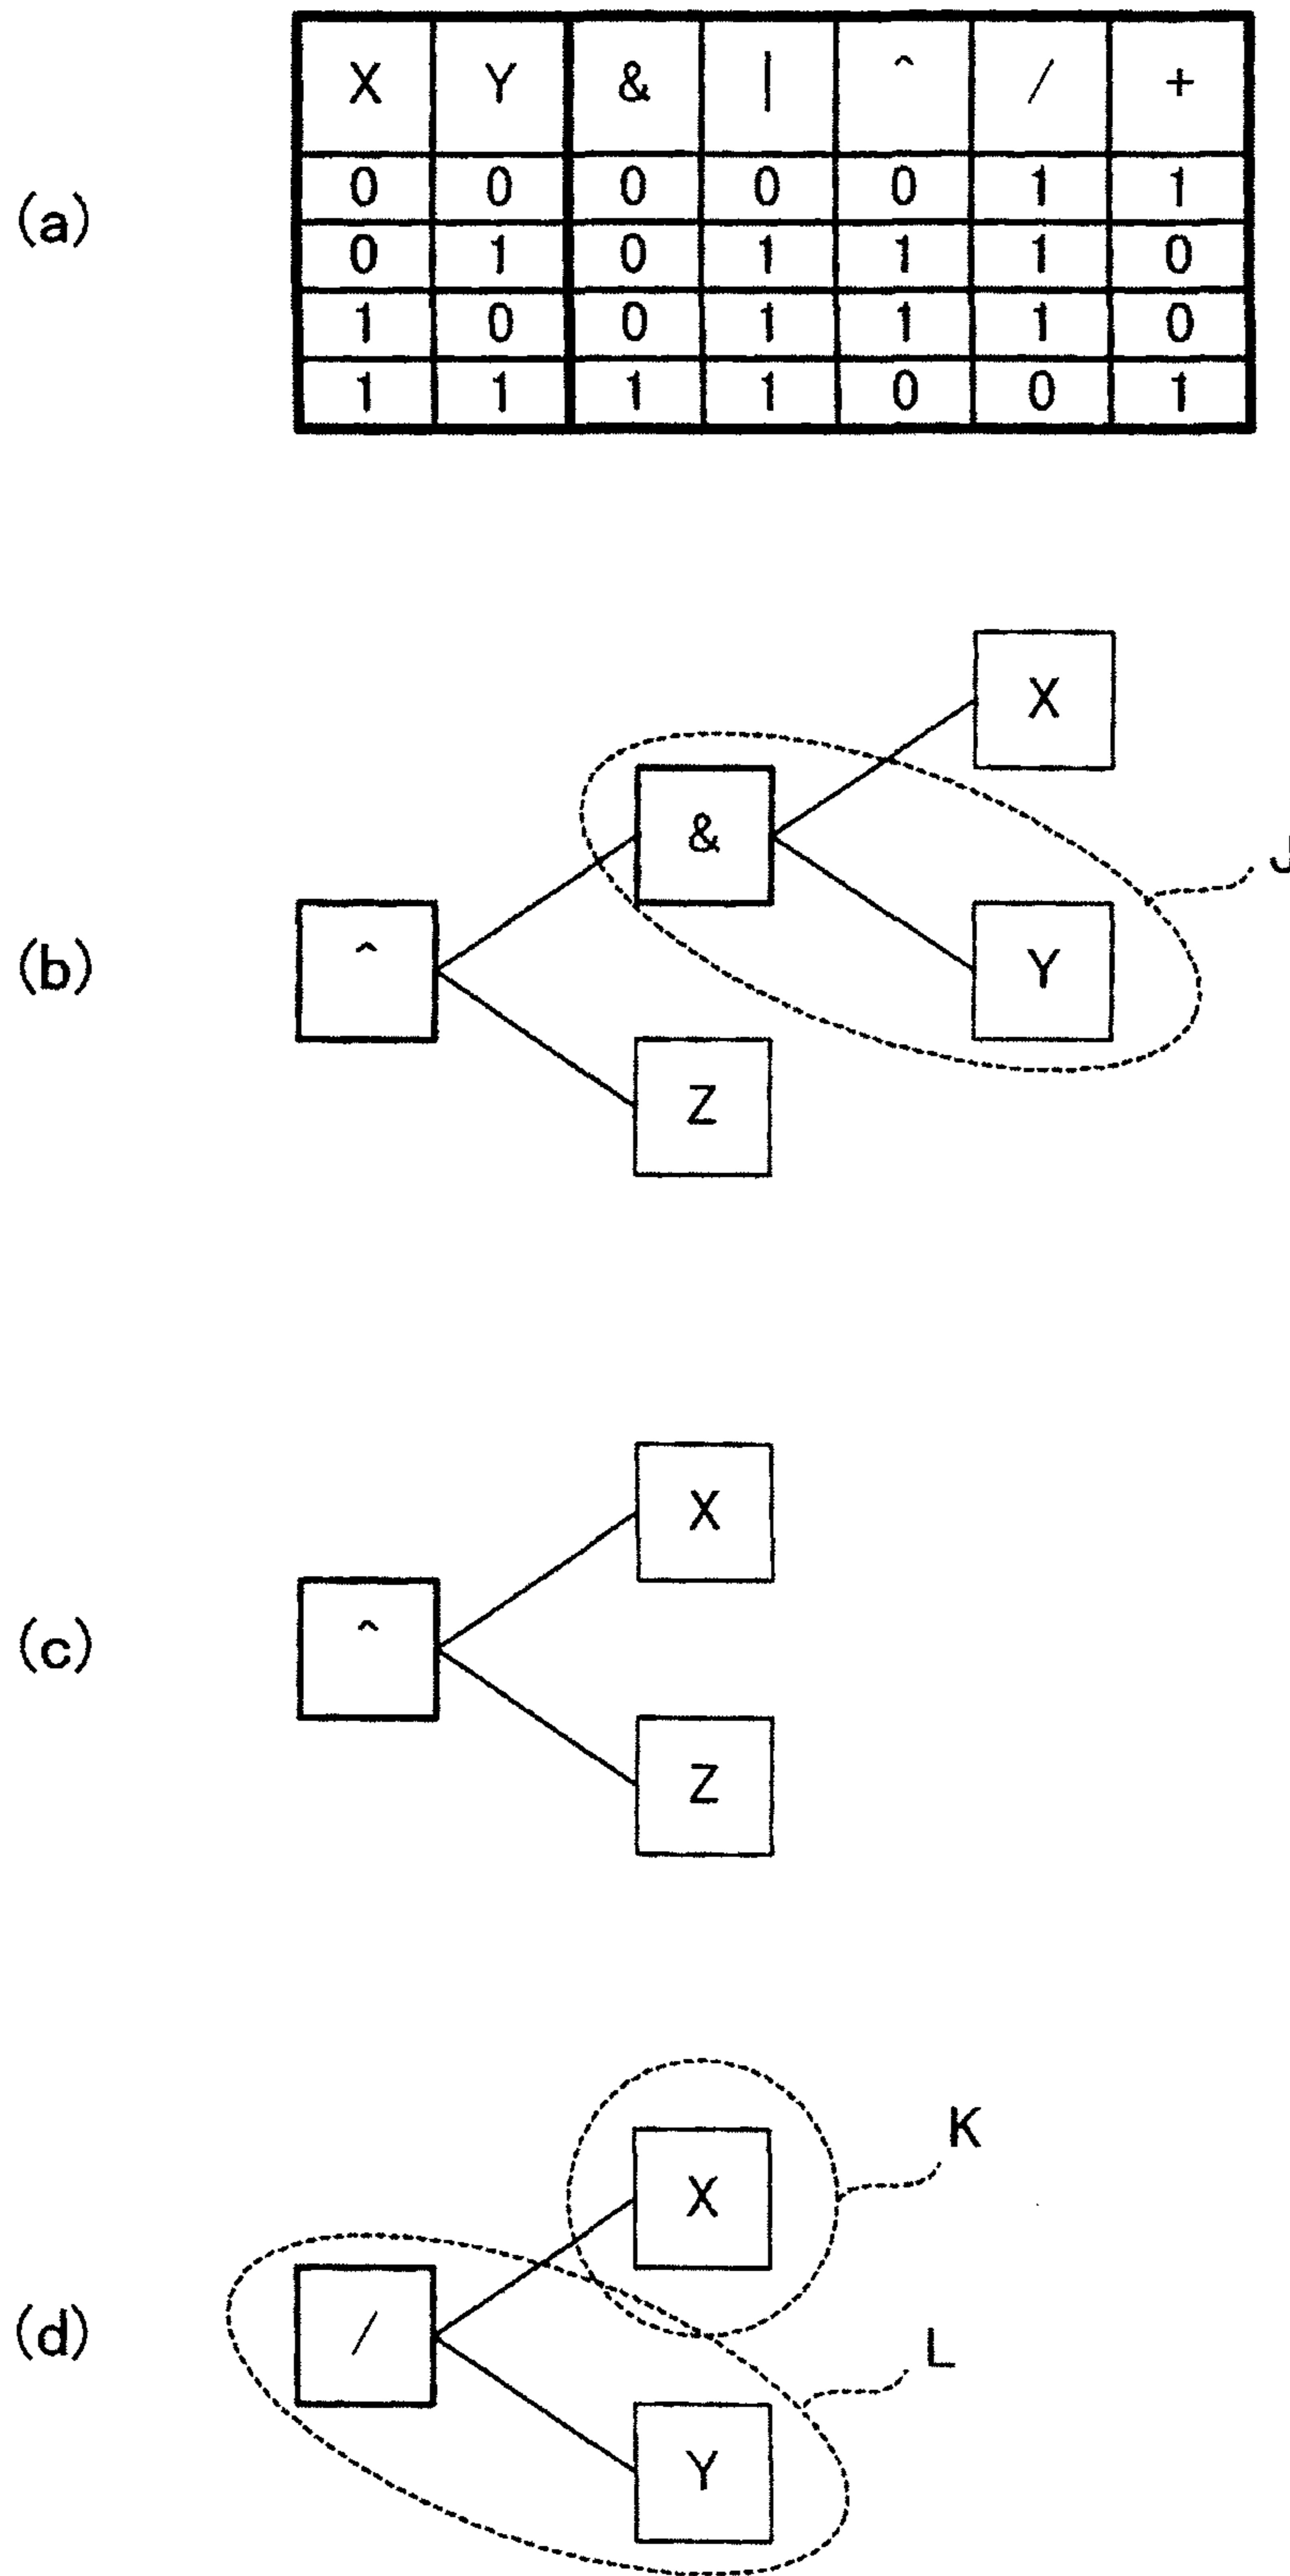 (a)
X Y & | ^ / +
0 0 0 0 0 1 1
0 1 0 1 1 1 0
1 0 0 1 1 1 0
1 1 1 1 0 0 1
(b)
X
&
J
^
Y
Z
(c)
X
^
Z
(d)
K
X
/
L
Y